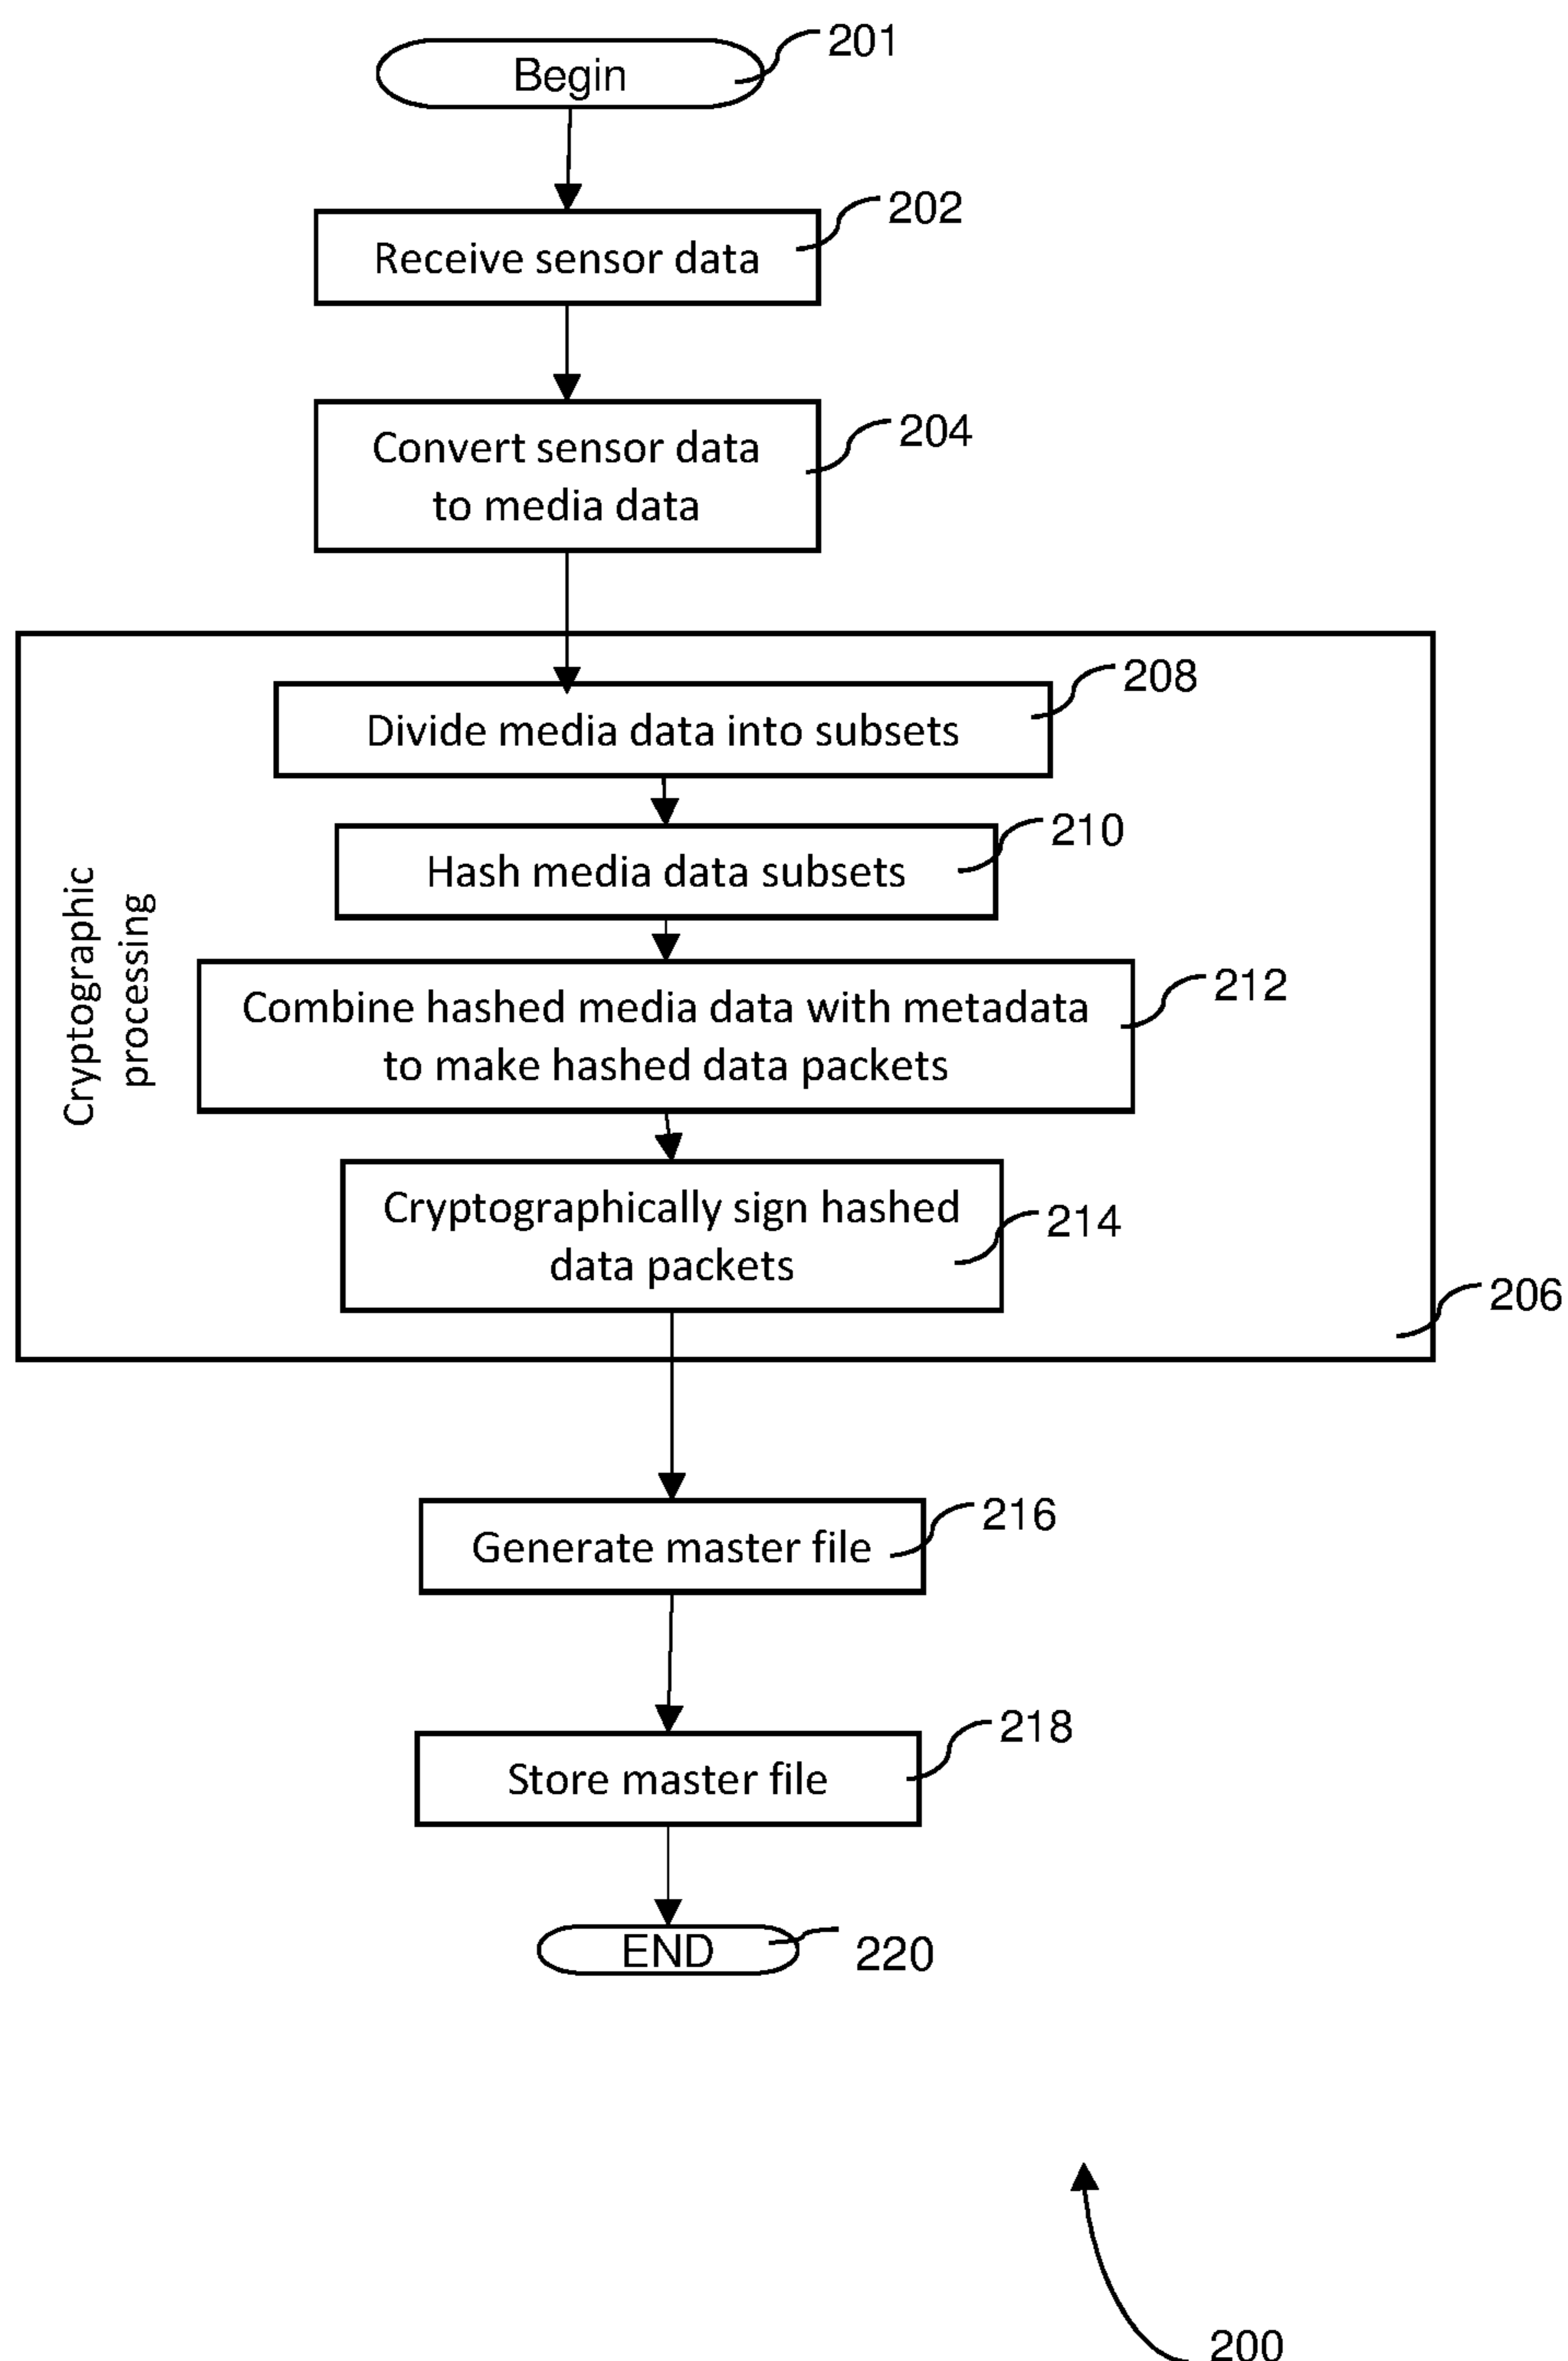 Begin
201
Receive sensor data
202
Convert sensor data
to media data
204
Cryptographic
processing
Divide media data into subsets
208
Hash media data subsets
210
Combine hashed media data with metadata
to make hashed data packets
212
Cryptographically sign hashed
data packets
214
206
Generate master file
216
Store master file
218
END
220
200